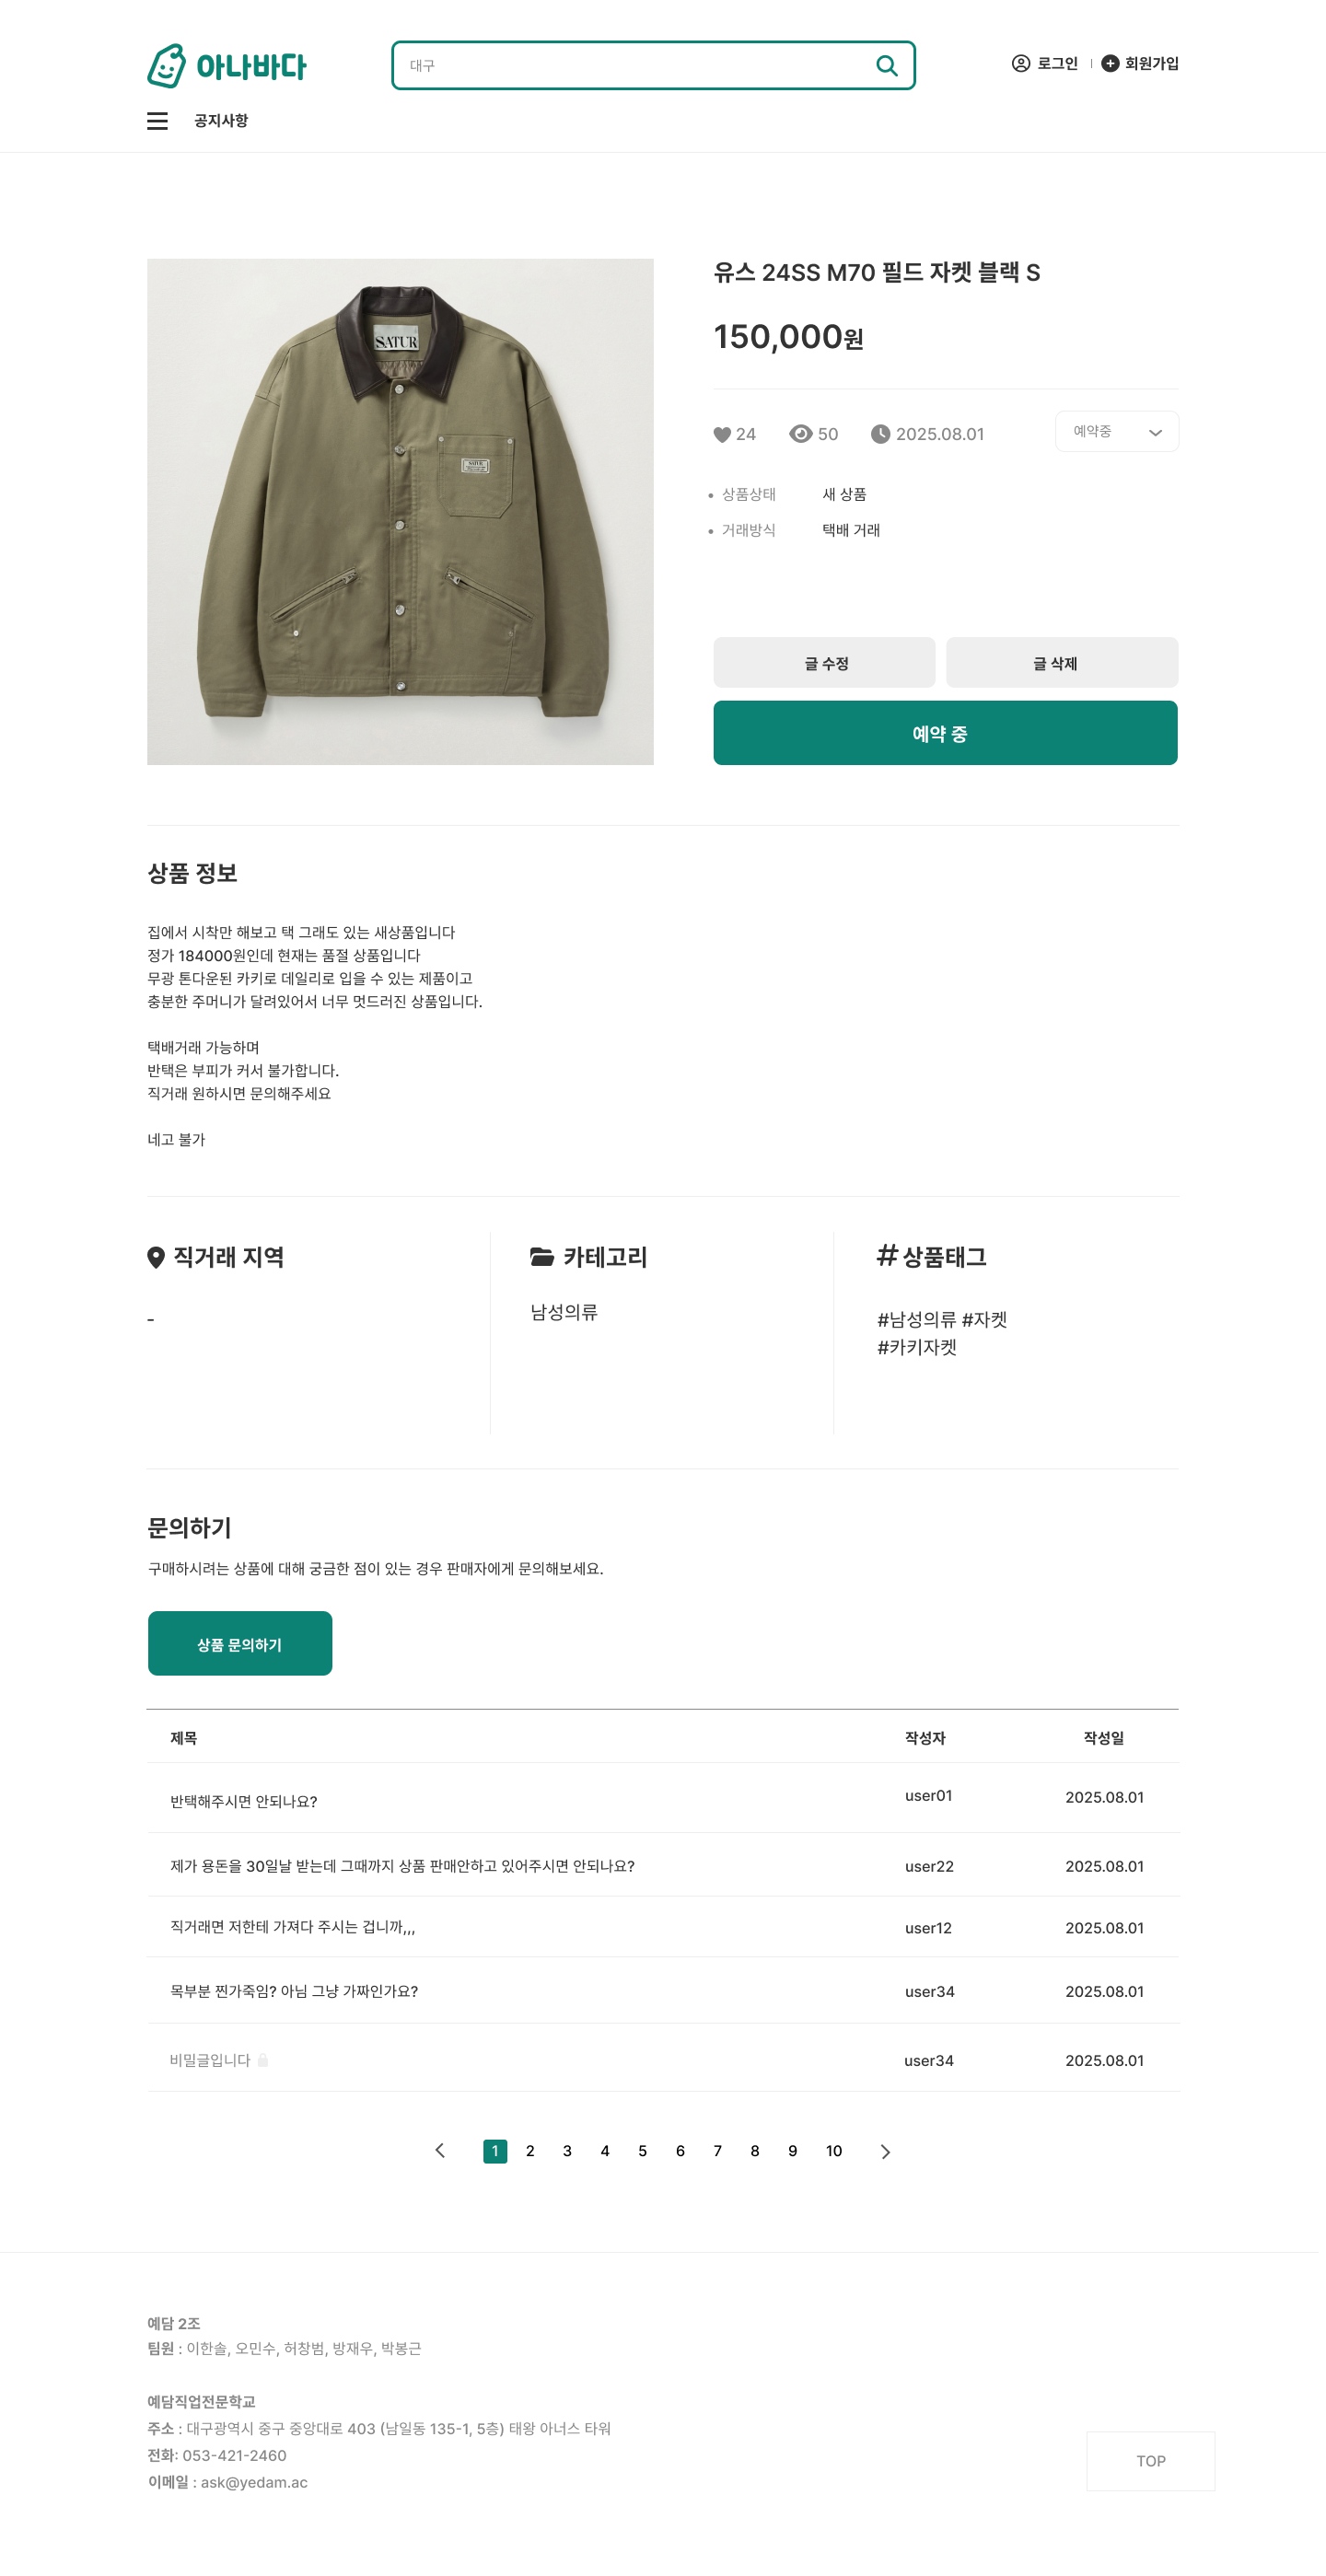 아나바다
대구
로그인
회원가입
공지사항
SATUR
SATUR
유스 24SS M70 필드 자켓 블랙 S
150,000원
24
50
2025.08.01
예약중
상품상태 새 상품
거래방식 택배 거래
글 수정
글 삭제
예약 중
상품 정보
집에서 시착만 해보고 택 그래도 있는 새상품입니다
정가 184000원인데 현재는 품절 상품입니다
무광 톤다운된 카키로 데일리로 입을 수 있는 제품이고
충분한 주머니가 달려있어서 너무 멋드러진 상품입니다.
택배거래 가능하며
반택은 부피가 커서 불가합니다.
직거래 원하시면 문의해주세요
네고 불가
직거래 지역
-
카테고리
남성의류
# 상품태그
#남성의류 #자켓
#카키자켓
문의하기
구매하시려는 상품에 대해 궁금한 점이 있는 경우 판매자에게 문의해보세요.
상품 문의하기
제목 작성자 작성일
반택해주시면 안되나요? user01 2025.08.01
제가 용돈을 30일날 받는데 그때까지 상품 판매안하고 있어주시면 안되나요? user22 2025.08.01
직거래면 저한테 가져다 주시는 겁니까,,, user12 2025.08.01
목부분 찐가죽임? 아님 그냥 가짜인가요? user34 2025.08.01
비밀글입니다 user34 2025.08.01
1 2 3 4 5 6 7 8 9 10
예담 2조
팀원 : 이한솔, 오민수, 허창범, 방재우, 박봉근
예담직업전문학교
주소 : 대구광역시 중구 중앙대로 403 (남일동 135-1, 5층) 태왕 아너스 타워
전화: 053-421-2460
이메일 : ask@yedam.ac
TOP